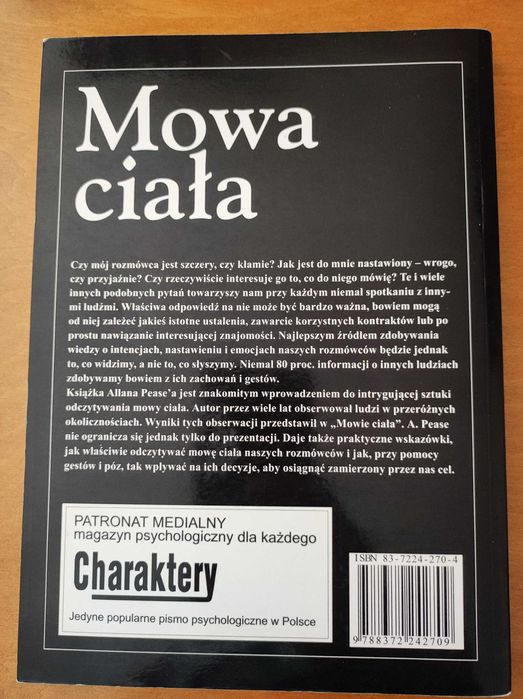 Mowa
ciała
Czy mój rozmówca jest szczery, czy kłamie? Jak jest do mnie nastawiony – wrogo,
czy przyjaźnie? Czy rzeczywiście interesuje go to, co do niego mówię? Te i wiele
innych podobnych pytań towarzyszy nam przy każdym niemal spotkaniu z inny-
mi ludźmi. Właściwa odpowiedź na nie może być bardzo ważna, bowiem mogą
od niej zależeć jakieś istotne ustalenia, zawarcie korzystnych kontraktów lub po
prostu nawiązanie interesującej znajomości. Najlepszym źródłem zdobywania
wiedzy o intencjach, nastawieniu i emocjach naszych rozmówców będzie jednak
to, co widzimy, a nie to, co słyszymy. Niemal 80 proc. informacji o innych ludziach
zdobywamy bowiem z ich zachowań i gestów.
Książka Allana Pease'a jest znakomitym wprowadzeniem do intrygującej sztuki
odczytywania mowy ciała. Autor przez wiele lat obserwował ludzi w przeróżnych
okolicznościach. Wyniki tych obserwacji przedstawił w „Mowie ciała". A. Pease
nie ogranicza się jednak tylko do prezentacji. Daje także praktyczne wskazówki,
jak właściwie odczytywać mowę ciała naszych rozmówców i jak, przy pomocy
gestów i póz, tak wpływać na ich decyzje, aby osiągnąć zamierzony przez nas cel.
PATRONAT MEDIALNY
magazyn psychologiczny dla każdego
Charaktery
Jedyne popularne pismo psychologiczne w Polsce
ISBN 83-7224-270-4
9 788372 242709